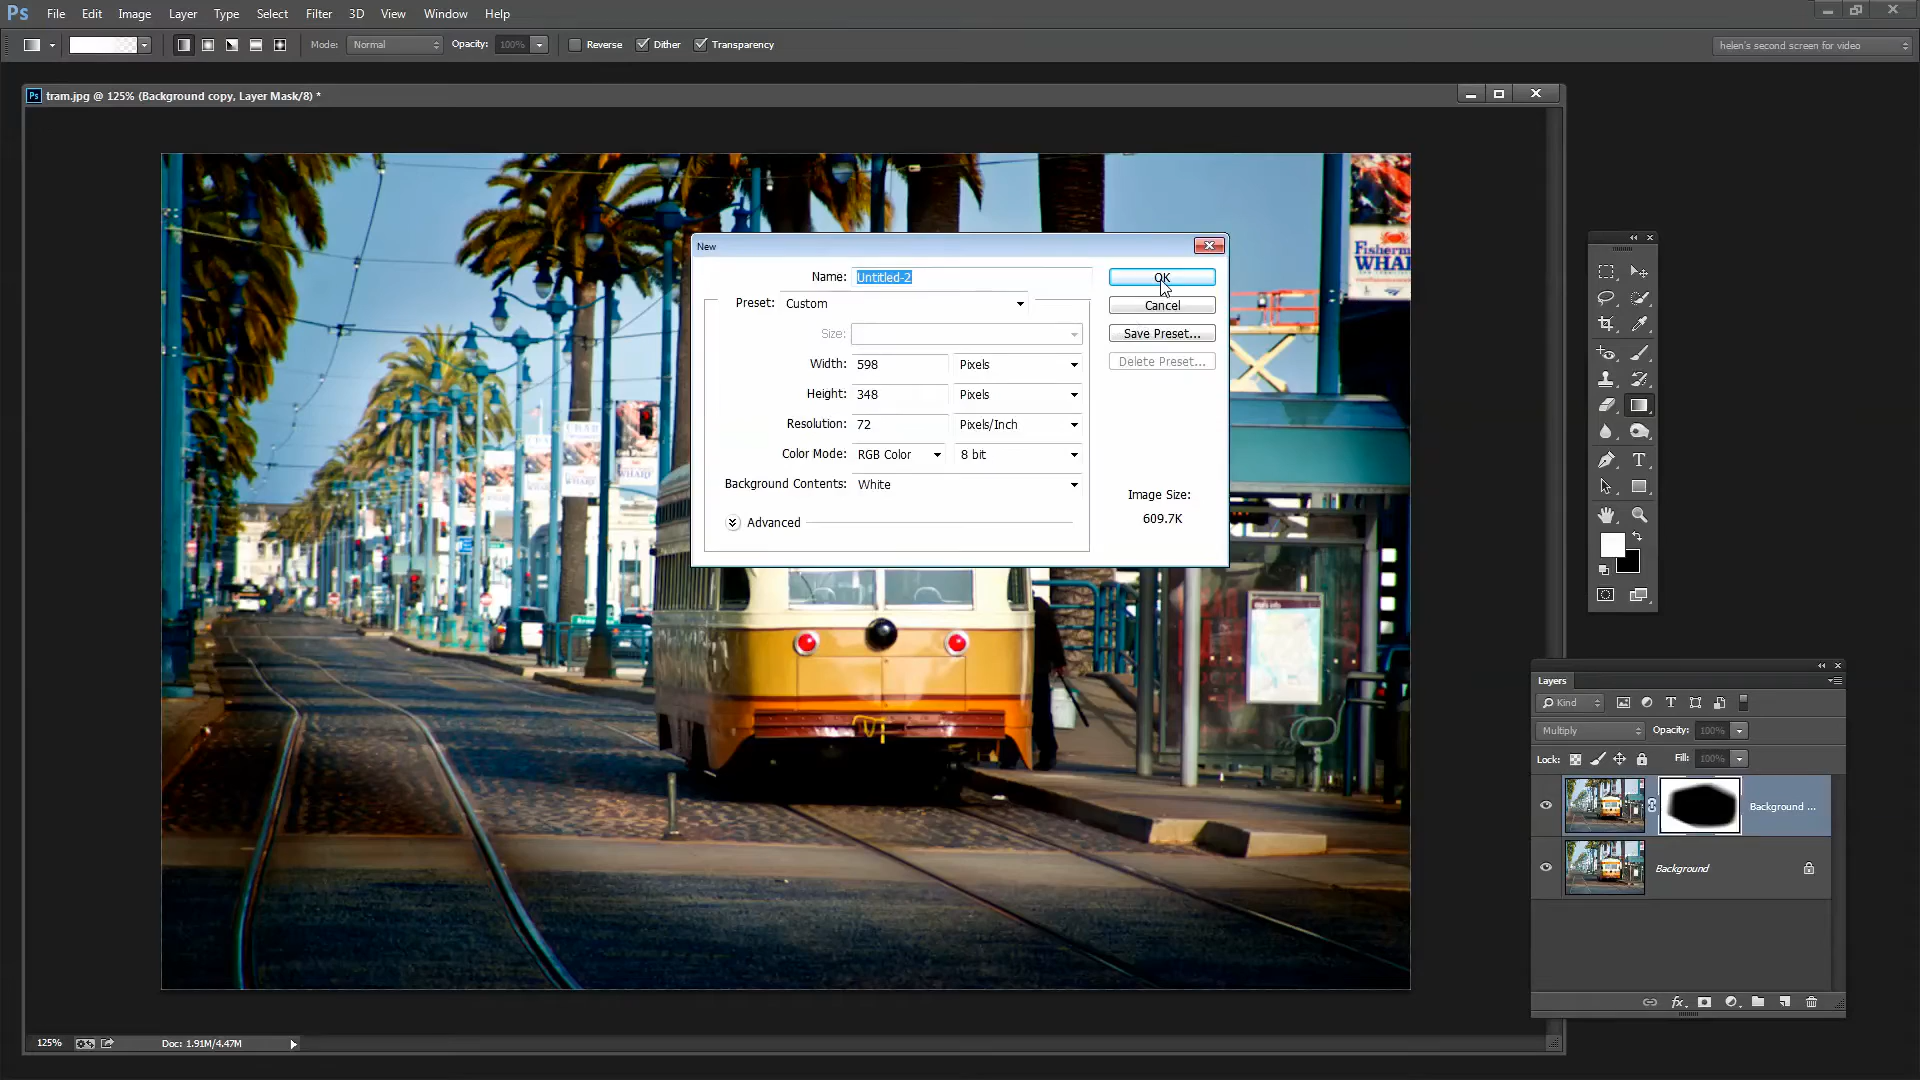 Ps File Edit Image Layer Type Select Filter 3D View Window Help
Mode: Normal Opacity: 100% Reverse Dither Transparency helen's second screen for video
Ps tram.jpg @ 125% (Background copy, Layer Mask/8) *
New
Name: Untitled-2
OK
Preset: Custom
Cancel
Size:
Save Preset...
Width: 598 Pixels
Delete Preset...
Height: 348 Pixels
Resolution: 72 Pixels/Inch
Color Mode: RGB Color 8 bit
Background Contents: White
Image Size:
609.7K
Advanced
T
Layers
Kind
T
Multiply Opacity: 100%
Lock: Fill: 100%
Background ...
Background
fx
125% Doc: 1.91M/4.47M